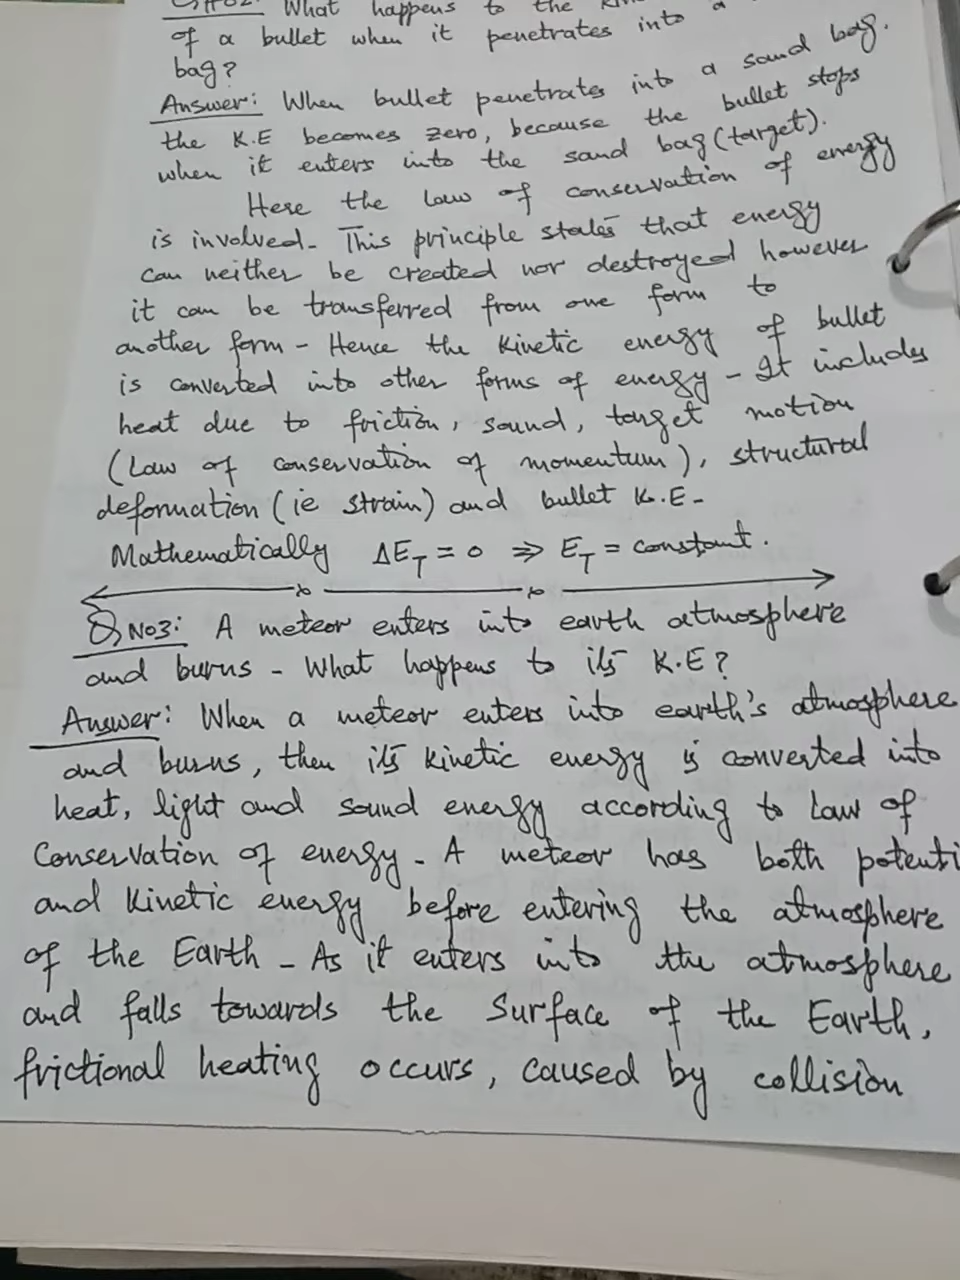 What happens to the
of a bullet when it penetrates into a
bag?
Answer: When bullet penetrates into a sand bag.
the K.E becomes zero, because the bullet stops
when it enters into the sand bag (target).
Here the law of conservation of energy
is involved - This principle states that energy
can neither be created nor destroyed however
it can be transferred from one form to
another form - Hence the kinetic energy of bullet
is converted into other forms of energy - It includes
heat due to friction, sound, target motion
(Law of conservation of momentum), structural
deformation (ie strain) and bullet K.E -
Mathematically ΔE_T = 0 ⇒ E_T = constant.
Q No3: A meteor enters into earth atmosphere
and burns - What happens to its K.E?
Answer: When a meteor enters into earth's atmosphere
and burns, then its kinetic energy is converted into
heat, light and sound energy according to Law of
Conservation of energy - A meteor has both potenti
and kinetic energy before entering the atmosphere
of the Earth - As it enters into the atmosphere
and falls towards the Surface of the Earth,
frictional heating occurs, caused by collision